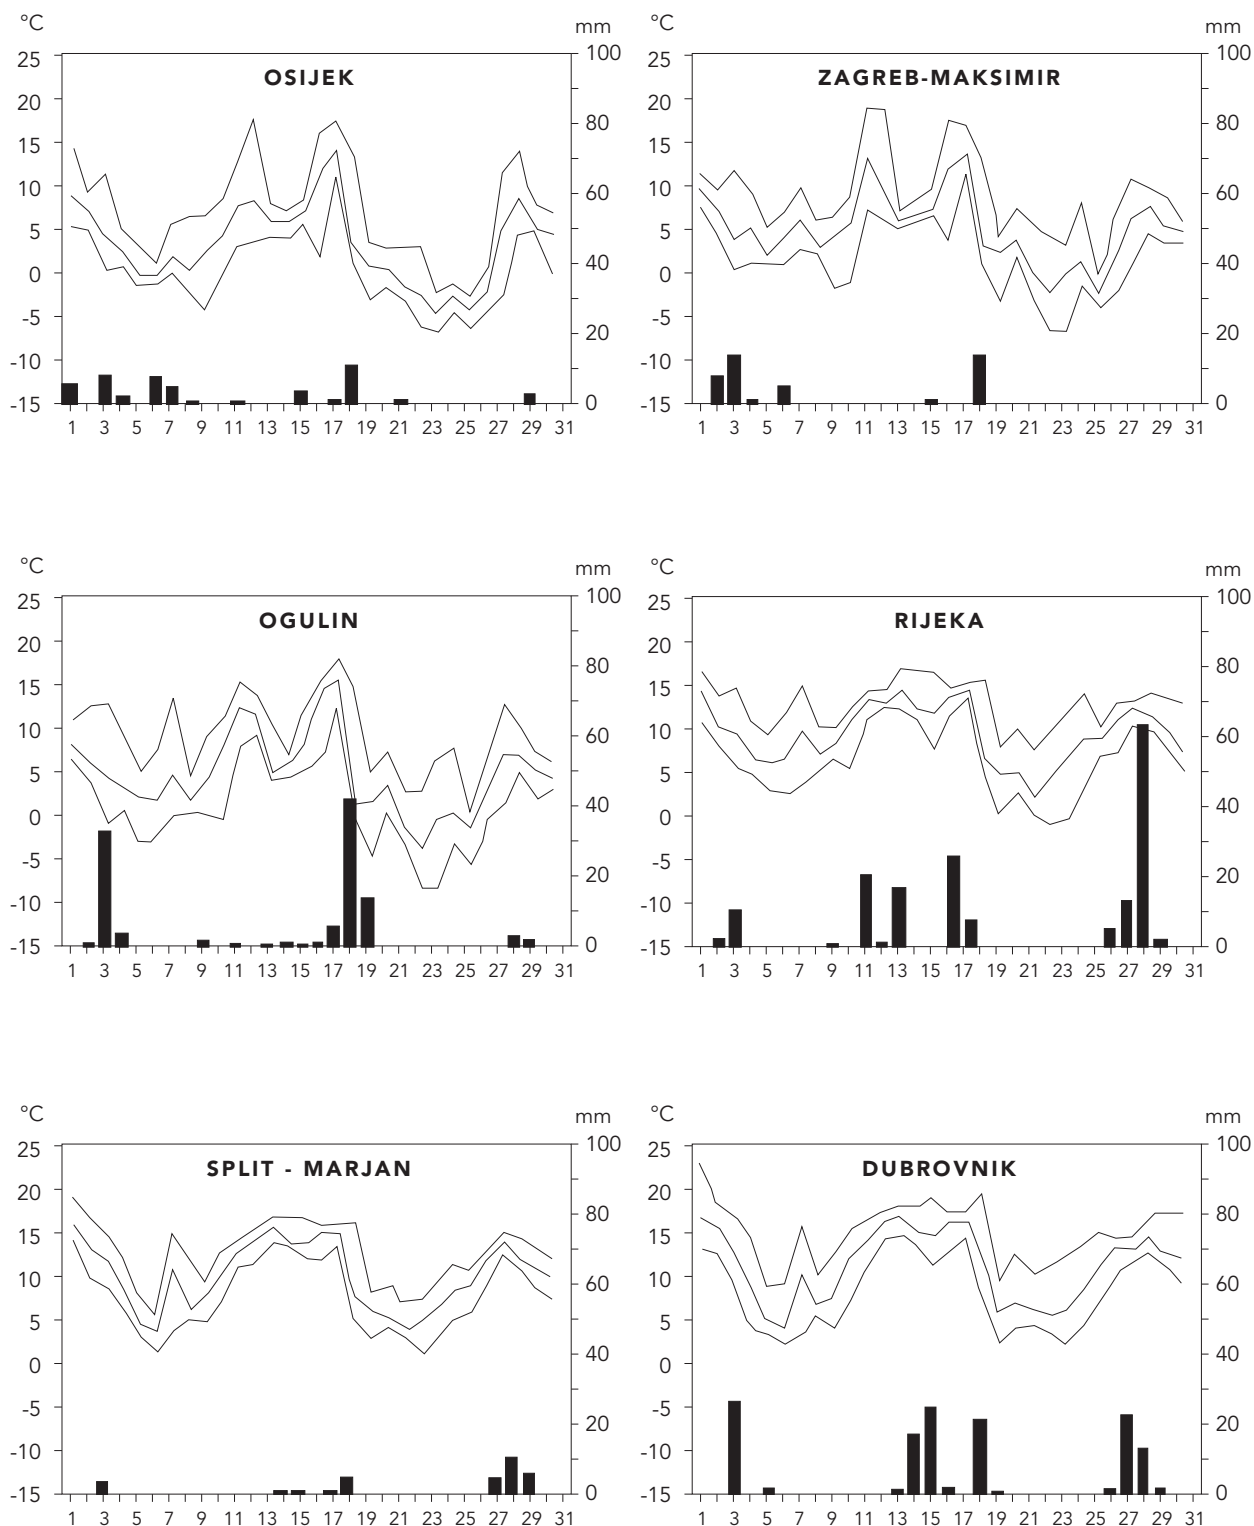 °C mm °C mm
OSIJEK
25 20 15 10 5 0 -5 -10 -15
100 80 60 40 20 0
1 3 5 7 9 11 13 15 17 19 21 23 25 27 29 31
ZAGREB-MAKSIMIR
25 20 15 10 5 0 -5 -10 -15
100 80 60 40 20 0
1 3 5 7 9 11 13 15 17 19 21 23 25 27 29 31
°C mm °C mm
OGULIN
25 20 15 10 5 0 -5 -10 -15
100 80 60 40 20 0
1 3 5 7 9 11 13 15 17 19 21 23 25 27 29 31
RIJEKA
25 20 15 10 5 0 -5 -10 -15
100 80 60 40 20 0
1 3 5 7 9 11 13 15 17 19 21 23 25 27 29 31
°C mm °C mm
SPLIT - MARJAN
25 20 15 10 5 0 -5 -10 -15
100 80 60 40 20 0
1 3 5 7 9 11 13 15 17 19 21 23 25 27 29 31
DUBROVNIK
25 20 15 10 5 0 -5 -10 -15
100 80 60 40 20 0
1 3 5 7 9 11 13 15 17 19 21 23 25 27 29 31